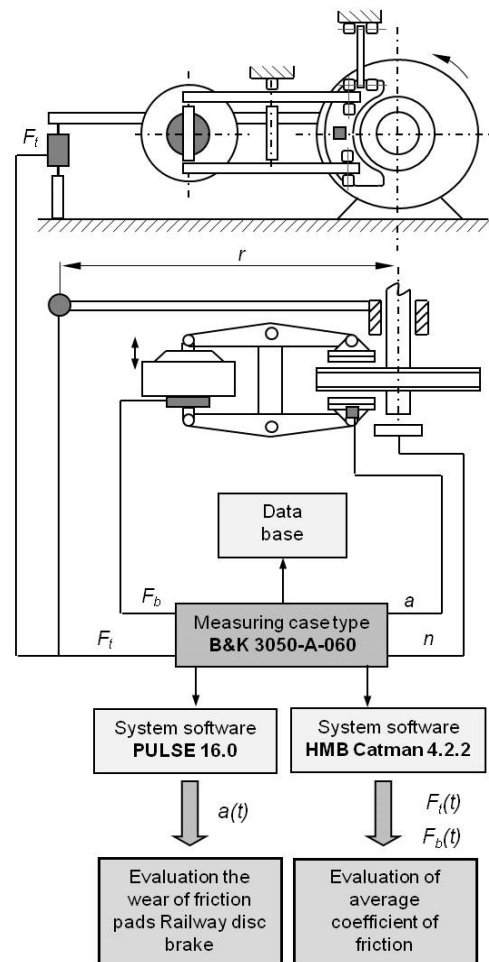 F_t
r
Data
base
F_b
a
Measuring case type
B&K 3050-A-060
F_t
n
System software
PULSE 16.0
System software
HMB Catman 4.2.2
a(t)
F_t(t)
F_b(t)
Evaluation the
wear of friction
pads Railway disc
brake
Evaluation of
average
coefficient of
friction